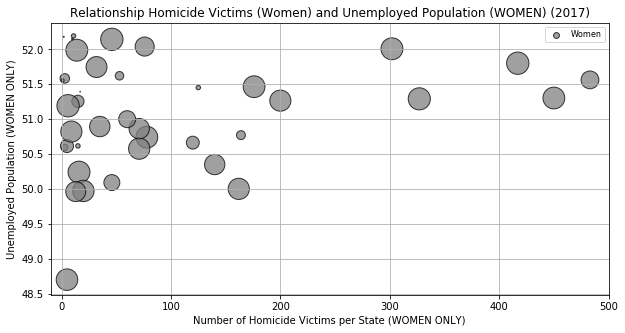 Relationship Homicide Victims (Women) and Unemployed Population (WOMEN) (2017)
Women
Unemployed Population (WOMEN ONLY)
52.0
51.5
51.0
50.5
50.0
49.5
49.0
48.5
0 100 200 300 400 500
Number of Homicide Victims per State (WOMEN ONLY)